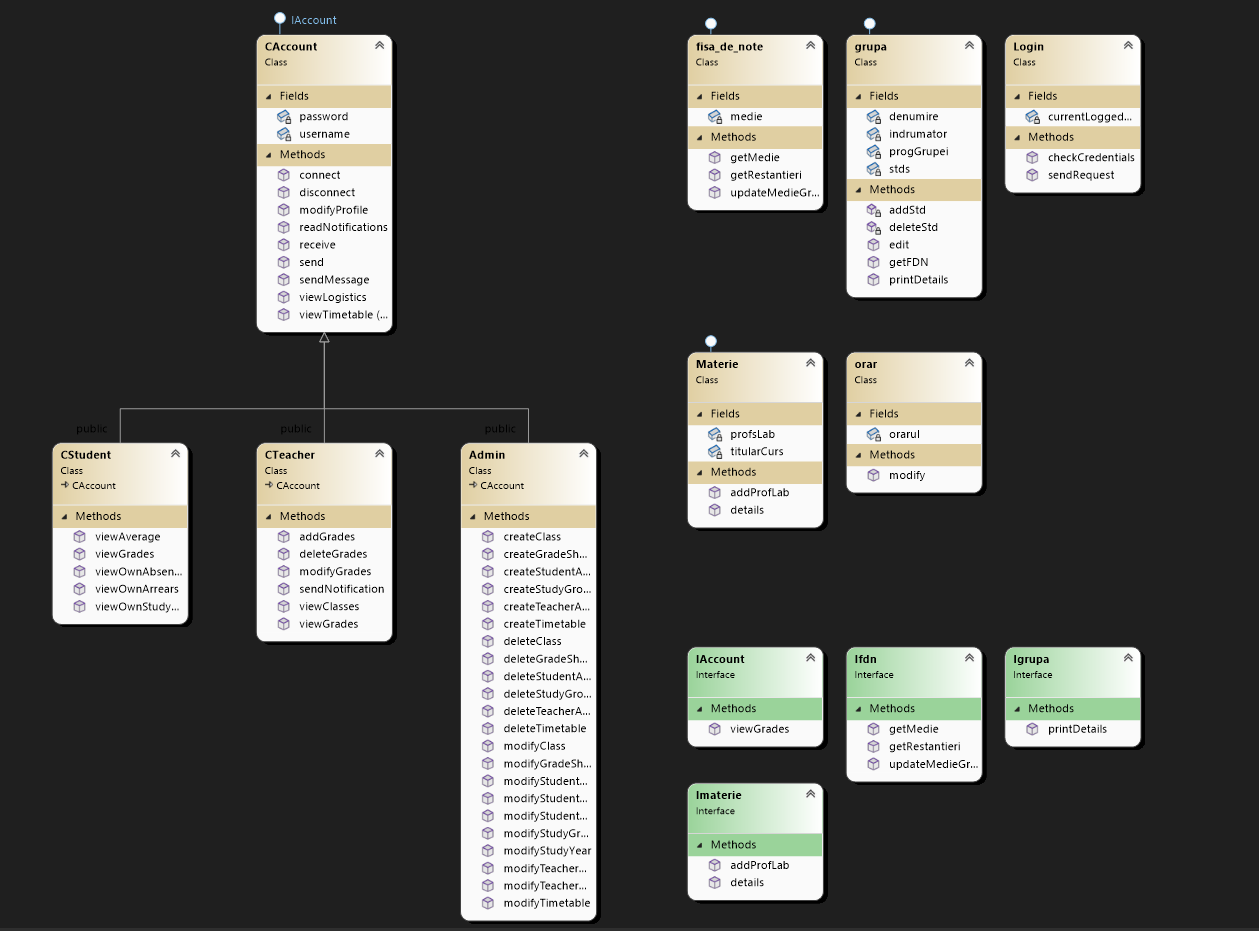 IAccount
CAccount
Class
Fields
password
username
Methods
connect
disconnect
modifyProfile
readNotifications
receive
send
sendMessage
viewLogistics
viewTimetable (...
fisa_de_note
Class
Fields
medie
Methods
getMedie
getRestantieri
updateMedieGr...
grupa
Class
Fields
denumire
indrumator
progGrupei
stds
Methods
addStd
deleteStd
edit
getFDN
printDetails
Login
Class
Fields
currentLogged...
Methods
checkCredentials
sendRequest
Materie
Class
Fields
profsLab
titularCurs
Methods
addProfLab
details
orar
Class
Fields
orarul
Methods
modify
public
public
public
CStudent
Class
CAccount
Methods
viewAverage
viewGrades
viewOwnAbsen...
viewOwnArrears
viewOwnStudy...
CTeacher
Class
CAccount
Methods
addGrades
deleteGrades
modifyGrades
sendNotification
viewClasses
viewGrades
Admin
Class
CAccount
Methods
createClass
createGradeSh...
createStudentA...
createStudyGro...
createTeacherA...
createTimetable
deleteClass
deleteGradeSh...
deleteStudentA...
deleteStudyGro...
deleteTeacherA...
deleteTimetable
modifyClass
modifyGradeSh...
modifyStudent...
modifyStudent...
modifyStudent...
modifyStudyGr...
modifyStudyYear
modifyTeacher...
modifyTeacher...
modifyTimetable
IAccount
Interface
Methods
viewGrades
Ifdn
Interface
Methods
getMedie
getRestantieri
updateMedieGr...
Igrupa
Interface
Methods
printDetails
Imaterie
Interface
Methods
addProfLab
details